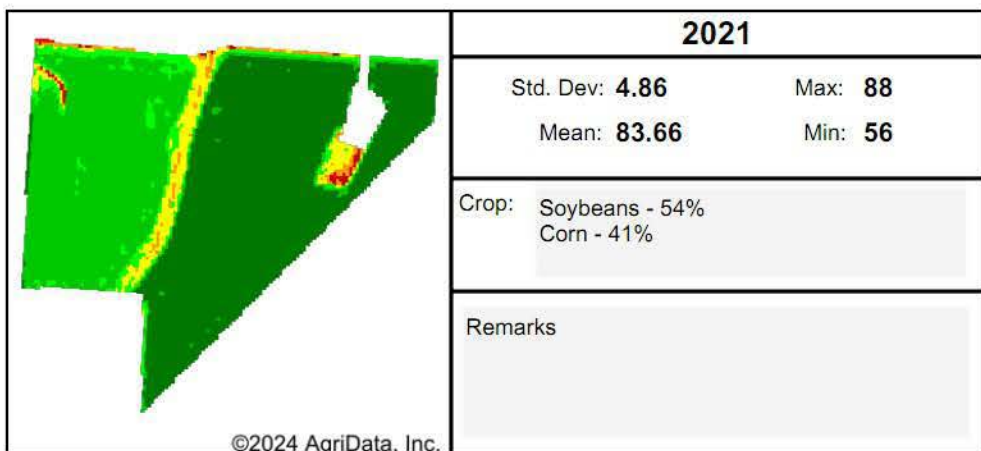 2021
Std. Dev: 4.86 Max: 88
Mean: 83.66 Min: 56
Crop: Soybeans - 54%
Corn - 41%
Remarks
©2024 AgriData, Inc.